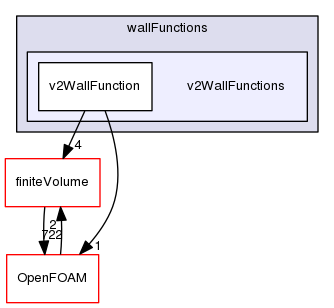 wallFunctions
v2WallFunction
v2WallFunctions
4
finiteVolume
2
722
1
OpenFOAM